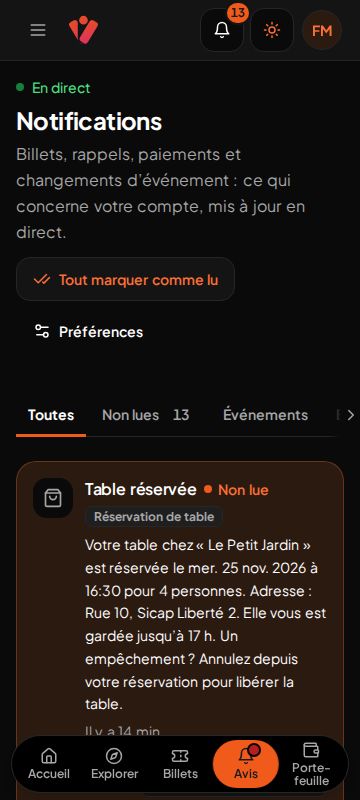 13
FM
En direct
Notifications
Billets, rappels, paiements et
changements d’événement : ce qui
concerne votre compte, mis à jour en
direct.
Tout marquer comme lu
Préférences
Toutes Non lues 13 Événements
Table réservée Non lue
Réservation de table
Votre table chez « Le Petit Jardin »
est réservée le mer. 25 nov. 2026 à
16:30 pour 4 personnes. Adresse :
Rue 10, Sicap Liberté 2. Elle vous est
gardée jusqu’à 17 h. Un
empêchement ? Annulez depuis
votre réservation pour libérer la
table.
Il y a 14 min
Accueil Explorer Billets Avis Porte-
feuille